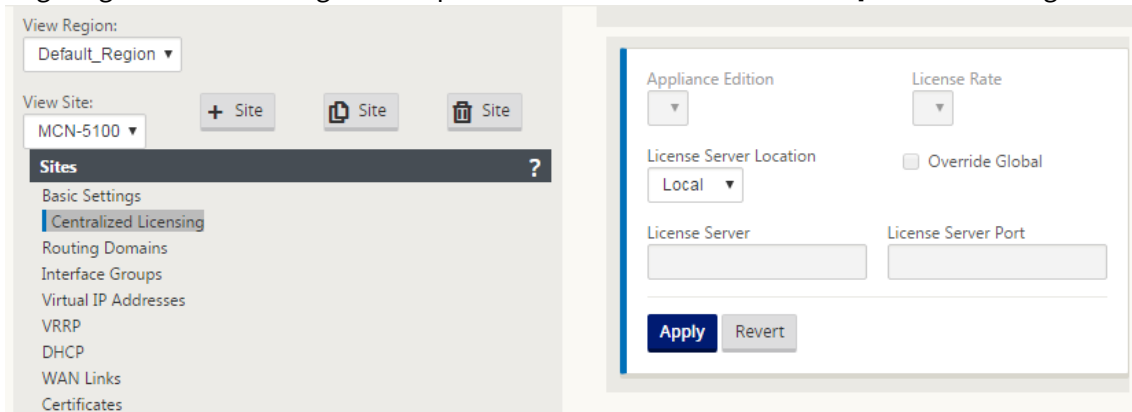 View Region:
Default_Region
View Site:
MCN-5100
+ Site
Site
Site
Sites ?
Basic Settings
Centralized Licensing
Routing Domains
Interface Groups
Virtual IP Addresses
VRRP
DHCP
WAN Links
Certificates
Appliance Edition
License Rate
License Server Location
Local
Override Global
License Server
License Server Port
Apply
Revert